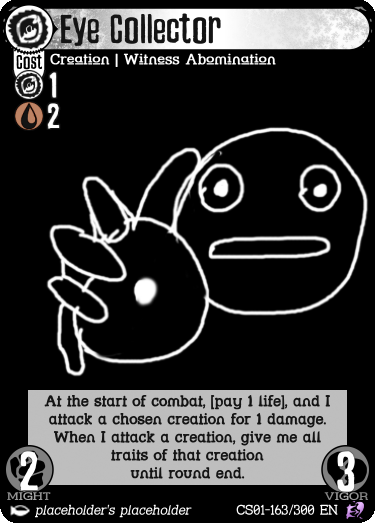 Eye Collector
COST
Creation | Witness Abomination
1
2
At the start of combat, [pay 1 life], and I
attack a chosen creation for 1 damage.
When I attack a creation, give me all
traits of that creation
until round end.
2
MIGHT
3
VIGOR
placeholder's placeholder
CS01-163/300 EN